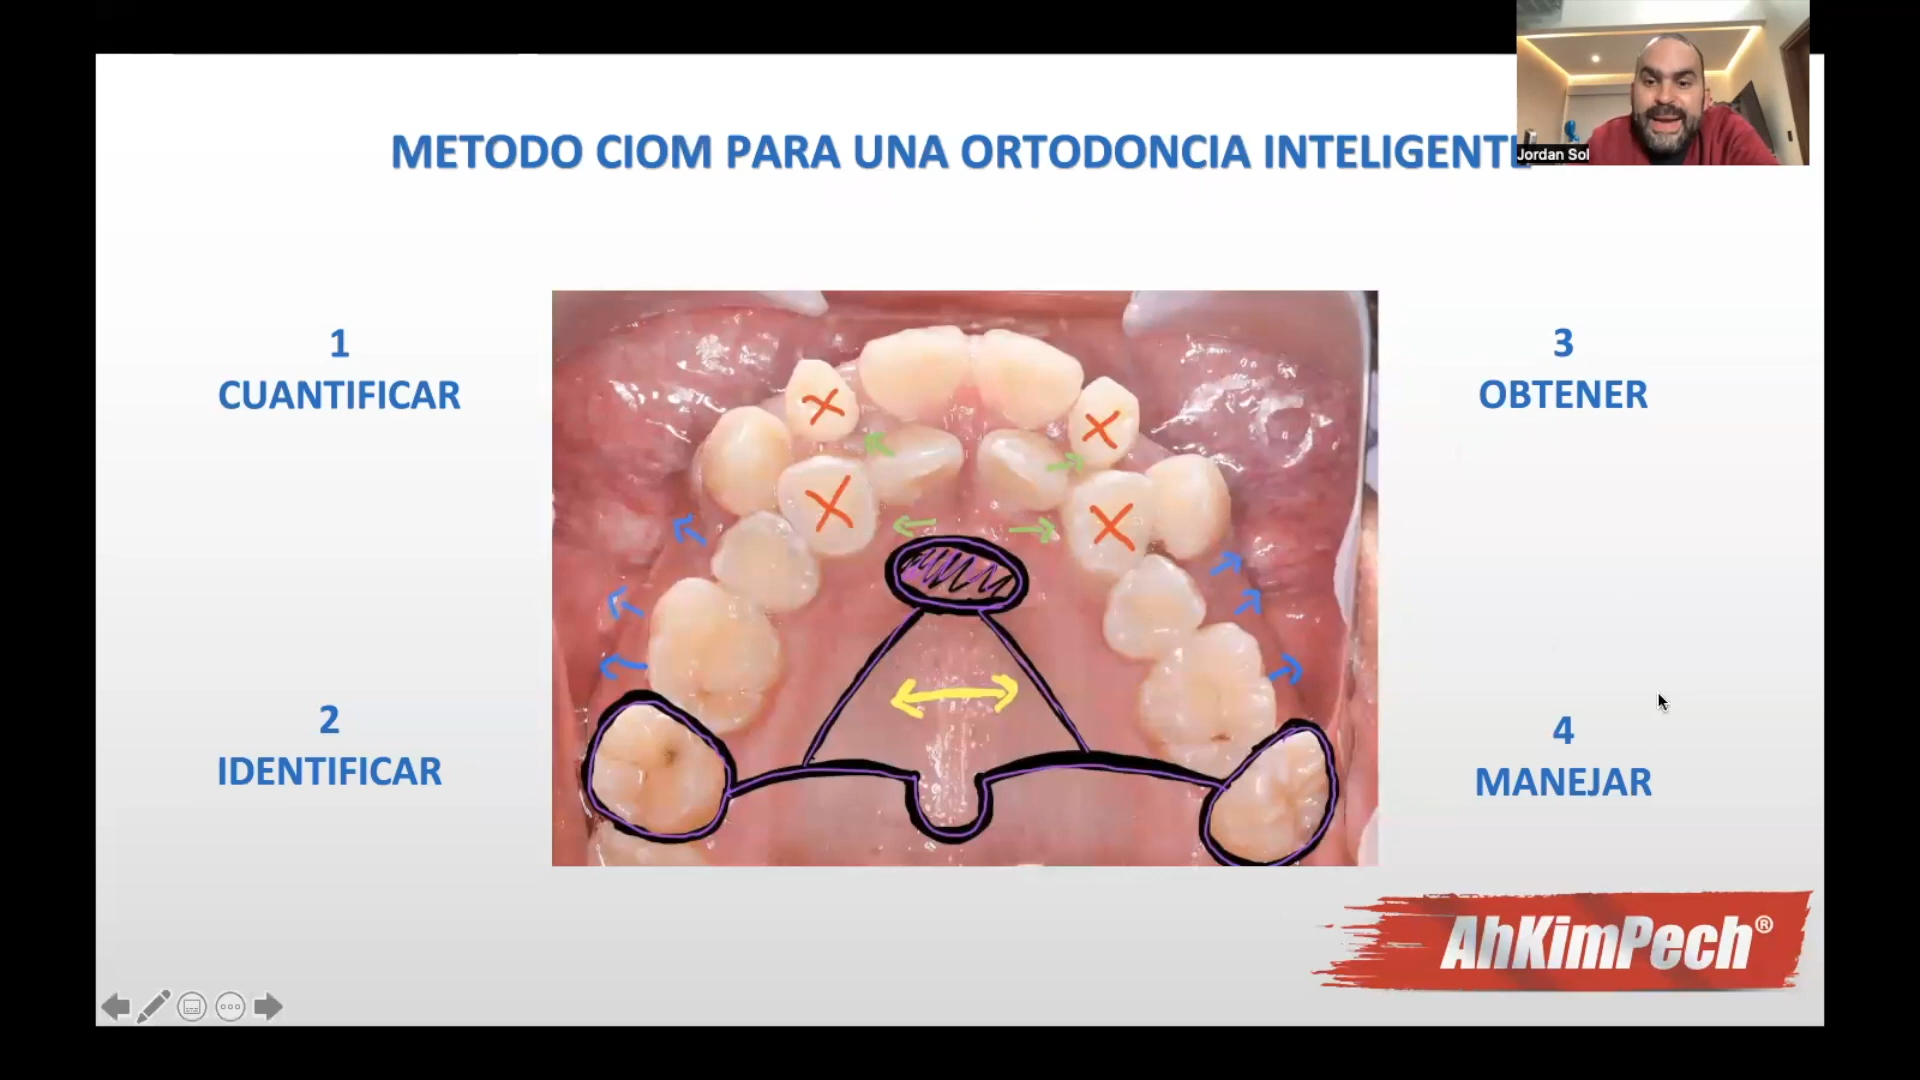 METODO CIOM PARA UNA ORTODONCIA INTELIGENTE
Jordan Sol
1
CUANTIFICAR
2
IDENTIFICAR
3
OBTENER
4
MANEJAR
AhKimPech®